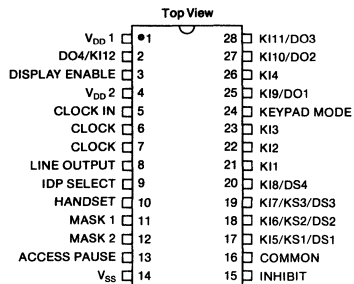 Top View
V_DD 1 1 28 KI11/DO3
DO4/KI12 2 27 KI10/DO2
DISPLAY ENABLE 3 26 KI4
V_DD 2 4 25 KI9/DO1
CLOCK IN 5 24 KEYPAD MODE
CLOCK 6 23 KI3
CLOCK 7 22 KI2
LINE OUTPUT 8 21 KI1
IDP SELECT 9 20 KI8/DS4
HANDSET 10 19 KI7/KS3/DS3
MASK 1 11 18 KI6/KS2/DS2
MASK 2 12 17 KI5/KS1/DS1
ACCESS PAUSE 13 16 COMMON
V_SS 14 15 INHIBIT